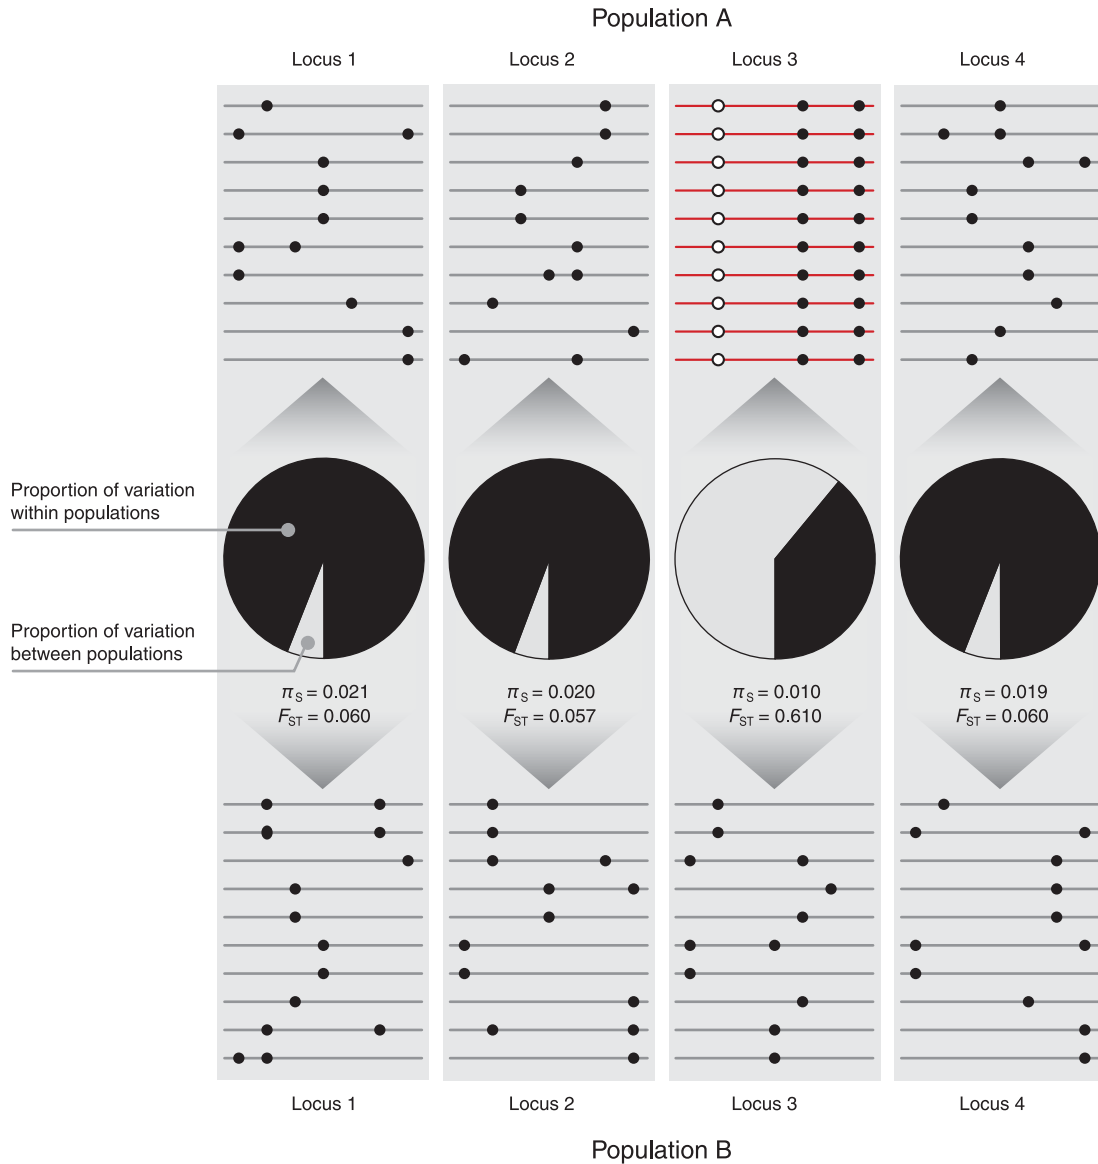 Population A
Locus 1
Locus 2
Locus 3
Locus 4
Proportion of variation
within populations
Proportion of variation
between populations
πS = 0.021
FST = 0.060
πS = 0.020
FST = 0.057
πS = 0.010
FST = 0.610
πS = 0.019
FST = 0.060
Locus 1
Locus 2
Locus 3
Locus 4
Population B